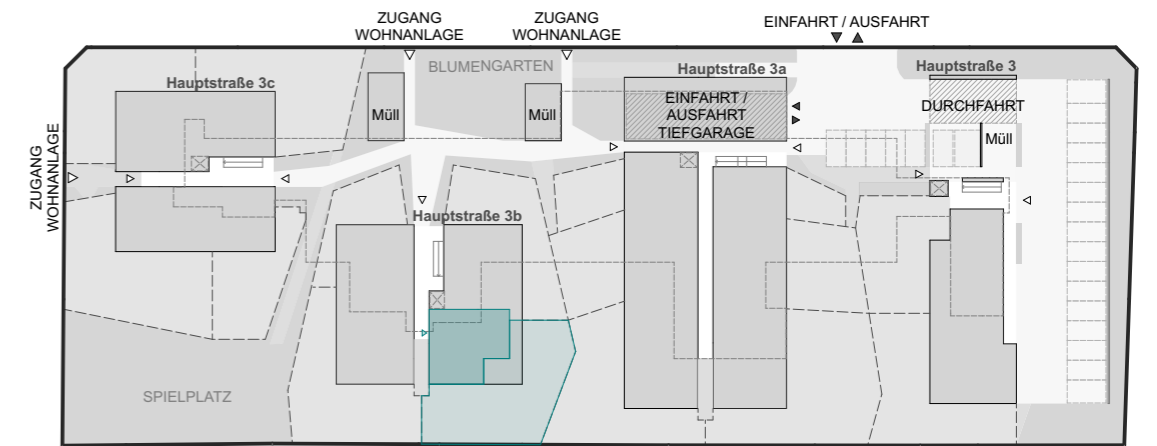 ZUGANG
WOHNANLAGE
ZUGANG
WOHNANLAGE
EINFAHRT / AUSFAHRT
BLUMENGARTEN
Hauptstraße 3a
Hauptstraße 3
Hauptstraße 3c
EINFAHRT /
AUSFAHRT
TIEFGARAGE
DURCHFAHRT
Müll
Müll
Müll
ZUGANG
WOHNANLAGE
Hauptstraße 3b
SPIELPLATZ